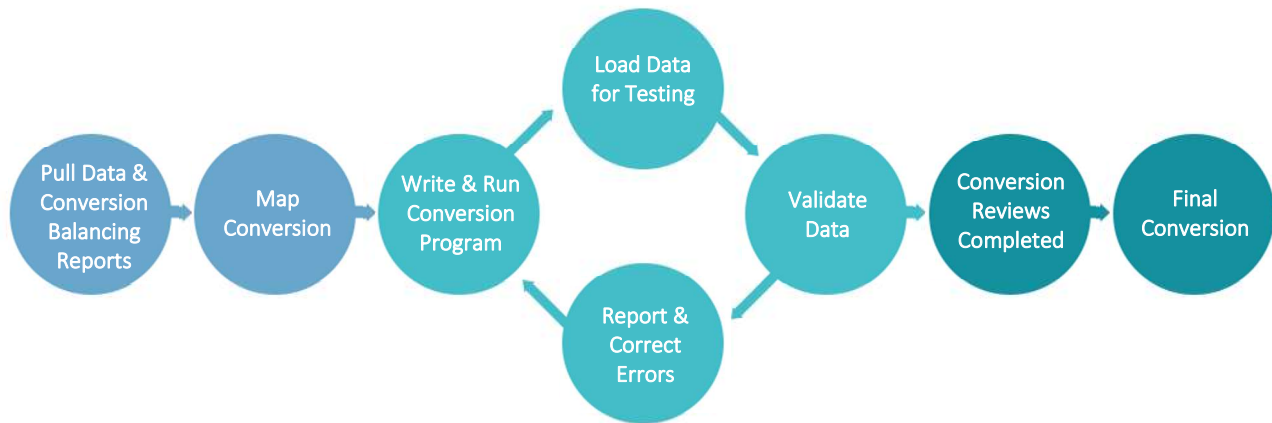 Pull Data &
Conversion
Balancing
Reports
Map
Conversion
Write & Run
Conversion
Program
Load Data
for Testing
Validate
Data
Report &
Correct
Errors
Conversion
Reviews
Completed
Final
Conversion